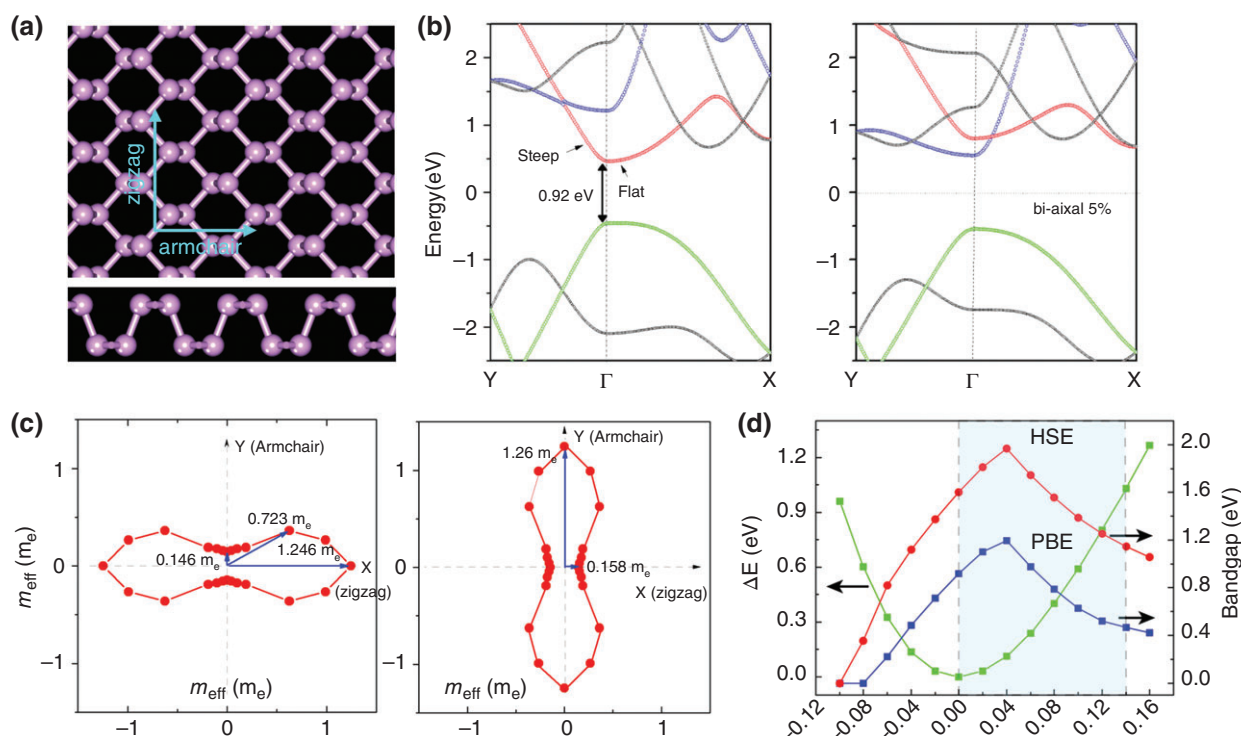 (a)
zigzag
armchair
(b)
Energy(eV)
2
1
0
−1
−2
Steep
Flat
0.92 eV
Y
Γ
X
2
1
0
−1
−2
bi-aixal 5%
Y
Γ
X
(c)
m_eff (m_e)
1
0
−1
Y (Armchair)
0.723 m_e
0.146 m_e
1.246 m_e
X
(zigzag)
m_eff (m_e)
−1
0
1
1
0
−1
Y (Armchair)
1.26 m_e
0.158 m_e
X (zigzag)
m_eff (m_e)
−1
0
1
(d)
ΔE (eV)
1.2
0.9
0.6
0.3
0.0
HSE
PBE
2.0
1.6
1.2
0.8
0.4
0.0
Bandgap (eV)
−0.12
−0.08
−0.04
0.00
0.04
0.08
0.12
0.16